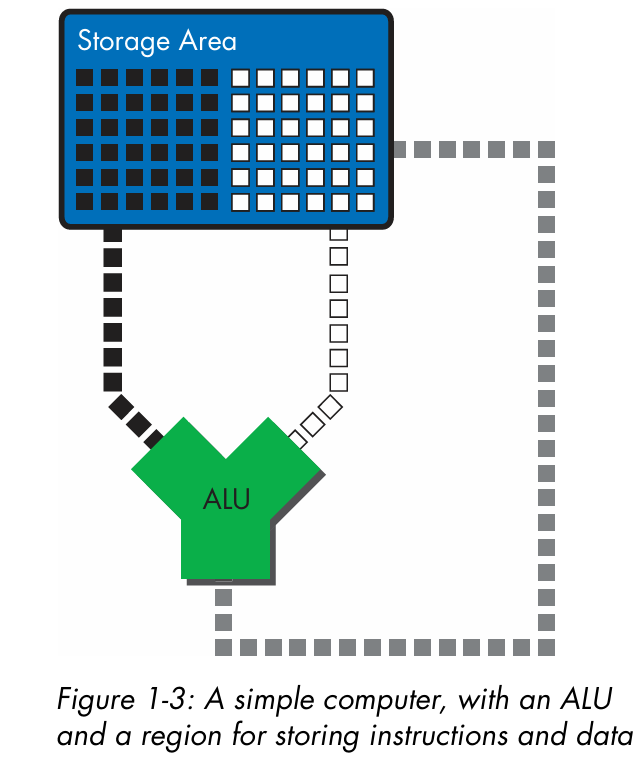 Storage Area
ALU
Figure 1-3: A simple computer, with an ALU
and a region for storing instructions and data